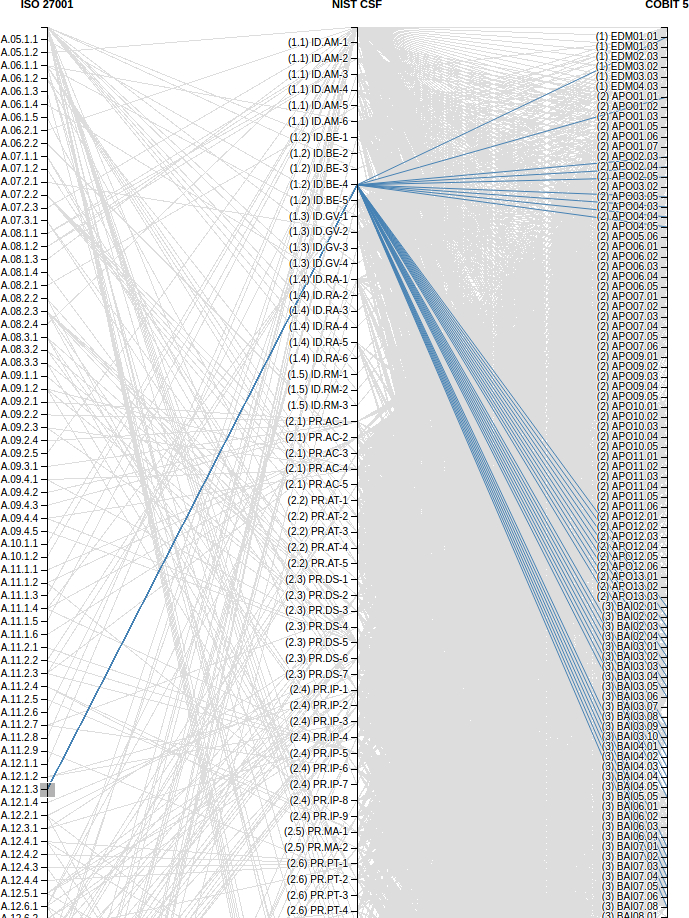 ISO 27001
NIST CSF
COBIT 5
A.05.1.1
A.05.1.2
A.06.1.1
A.06.1.2
A.06.1.3
A.06.1.4
A.06.1.5
A.06.2.1
A.06.2.2
A.07.1.1
A.07.1.2
A.07.2.1
A.07.2.2
A.07.2.3
A.07.3.1
A.08.1.1
A.08.1.2
A.08.1.3
A.08.1.4
A.08.2.1
A.08.2.2
A.08.2.3
A.08.2.4
A.08.3.1
A.08.3.2
A.08.3.3
A.09.1.1
A.09.1.2
A.09.2.1
A.09.2.2
A.09.2.3
A.09.2.4
A.09.2.5
A.09.3.1
A.09.4.1
A.09.4.2
A.09.4.3
A.09.4.4
A.09.4.5
A.10.1.1
A.10.1.2
A.11.1.1
A.11.1.2
A.11.1.3
A.11.1.4
A.11.1.5
A.11.1.6
A.11.2.1
A.11.2.2
A.11.2.3
A.11.2.4
A.11.2.5
A.11.2.6
A.11.2.7
A.11.2.8
A.11.2.9
A.12.1.1
A.12.1.2
A.12.1.3
A.12.1.4
A.12.2.1
A.12.3.1
A.12.4.1
A.12.4.2
A.12.4.3
A.12.4.4
A.12.5.1
A.12.6.1
A.12.6.2
(1.1) ID.AM-1
(1.1) ID.AM-2
(1.1) ID.AM-3
(1.1) ID.AM-4
(1.1) ID.AM-5
(1.1) ID.AM-6
(1.2) ID.BE-1
(1.2) ID.BE-2
(1.2) ID.BE-3
(1.2) ID.BE-4
(1.2) ID.BE-5
(1.3) ID.GV-1
(1.3) ID.GV-2
(1.3) ID.GV-3
(1.3) ID.GV-4
(1.4) ID.RA-1
(1.4) ID.RA-2
(1.4) ID.RA-3
(1.4) ID.RA-4
(1.4) ID.RA-5
(1.4) ID.RA-6
(1.5) ID.RM-1
(1.5) ID.RM-2
(1.5) ID.RM-3
(2.1) PR.AC-1
(2.1) PR.AC-2
(2.1) PR.AC-3
(2.1) PR.AC-4
(2.1) PR.AC-5
(2.2) PR.AT-1
(2.2) PR.AT-2
(2.2) PR.AT-3
(2.2) PR.AT-4
(2.2) PR.AT-5
(2.3) PR.DS-1
(2.3) PR.DS-2
(2.3) PR.DS-3
(2.3) PR.DS-4
(2.3) PR.DS-5
(2.3) PR.DS-6
(2.3) PR.DS-7
(2.4) PR.IP-1
(2.4) PR.IP-2
(2.4) PR.IP-3
(2.4) PR.IP-4
(2.4) PR.IP-5
(2.4) PR.IP-6
(2.4) PR.IP-7
(2.4) PR.IP-8
(2.4) PR.IP-9
(2.5) PR.MA-1
(2.5) PR.MA-2
(2.6) PR.PT-1
(2.6) PR.PT-2
(2.6) PR.PT-3
(2.6) PR.PT-4
(1) EDM01.01
(1) EDM01.03
(1) EDM02.03
(1) EDM03.02
(1) EDM03.03
(1) EDM04.03
(2) APO01.01
(2) APO01.02
(2) APO01.03
(2) APO01.05
(2) APO01.06
(2) APO01.07
(2) APO02.03
(2) APO02.04
(2) APO02.05
(2) APO03.02
(2) APO03.05
(2) APO04.03
(2) APO04.04
(2) APO04.05
(2) APO05.06
(2) APO06.01
(2) APO06.02
(2) APO06.03
(2) APO06.04
(2) APO06.05
(2) APO07.01
(2) APO07.02
(2) APO07.03
(2) APO07.04
(2) APO07.05
(2) APO07.06
(2) APO09.01
(2) APO09.02
(2) APO09.03
(2) APO09.04
(2) APO09.05
(2) APO10.01
(2) APO10.02
(2) APO10.03
(2) APO10.04
(2) APO10.05
(2) APO11.01
(2) APO11.02
(2) APO11.03
(2) APO11.04
(2) APO11.05
(2) APO11.06
(2) APO12.01
(2) APO12.02
(2) APO12.03
(2) APO12.04
(2) APO12.05
(2) APO12.06
(2) APO13.01
(2) APO13.02
(2) APO13.03
(3) BAI02.01
(3) BAI02.02
(3) BAI02.03
(3) BAI02.04
(3) BAI03.01
(3) BAI03.02
(3) BAI03.03
(3) BAI03.04
(3) BAI03.05
(3) BAI03.06
(3) BAI03.07
(3) BAI03.08
(3) BAI03.09
(3) BAI03.10
(3) BAI04.01
(3) BAI04.02
(3) BAI04.03
(3) BAI04.04
(3) BAI04.05
(3) BAI05.05
(3) BAI06.01
(3) BAI06.02
(3) BAI06.03
(3) BAI06.04
(3) BAI07.01
(3) BAI07.02
(3) BAI07.03
(3) BAI07.04
(3) BAI07.05
(3) BAI07.06
(3) BAI07.08
(3) BAI08.01